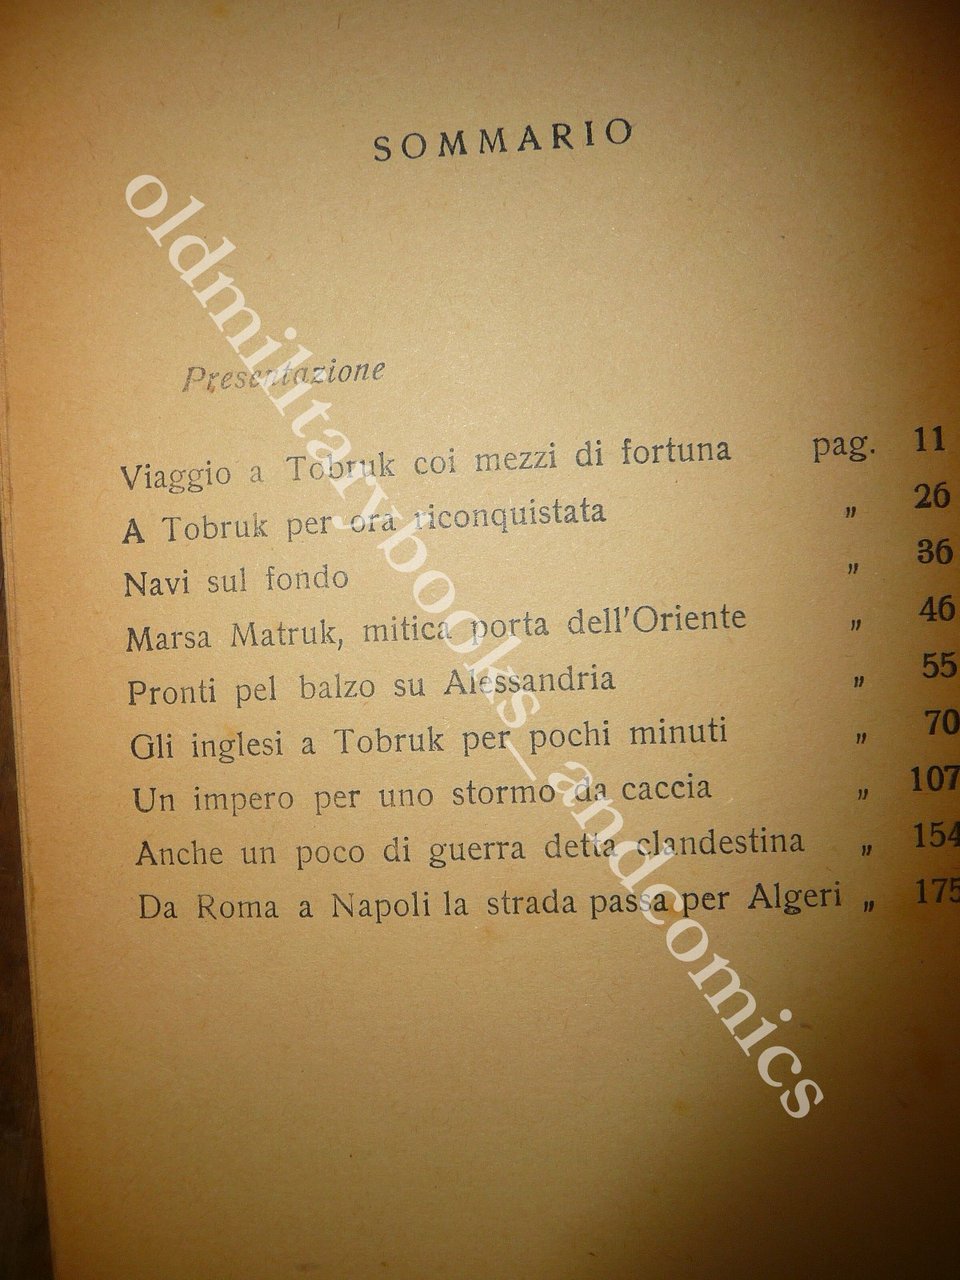 SOMMARIO
Presentazione
Viaggio a Tobruk coi mezzi di fortuna pag. 11
A Tobruk per ora riconquistata „ 26
Navi sul fondo „ 36
Marsa Matruk, mitica porta dell'Oriente „ 46
Pronti pel balzo su Alessandria „ 55
Gli inglesi a Tobruk per pochi minuti „ 70
Un impero per uno stormo da caccia „ 107
Anche un poco di guerra detta clandestina „ 154
Da Roma a Napoli la strada passa per Algeri „ 175
oldmilitarybooks_andcomics